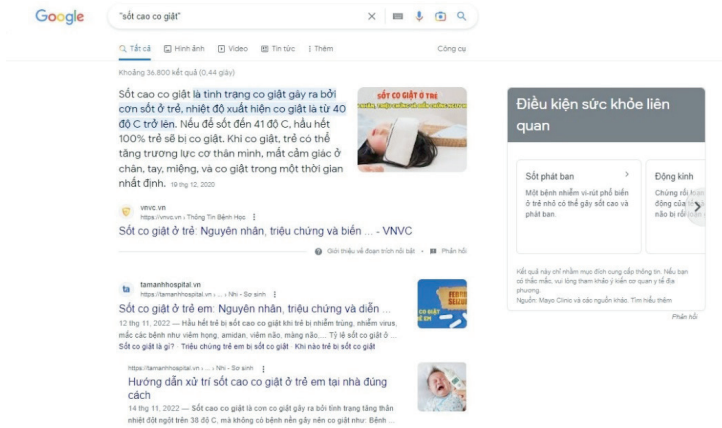 Google
"sốt cao co giật"
Tất cả
Hình ảnh
Video
Tin tức
Thêm
Công cụ
Khoảng 36.800 kết quả (0,44 giây)
Sốt cao co giật là tình trạng co giật gây ra bởi
cơn sốt ở trẻ, nhiệt độ xuất hiện co giật là từ 40
độ C trở lên. Nếu để sốt đến 41 độ C, hầu hết
100% trẻ sẽ bị co giật. Khi co giật, trẻ có thể
tăng trương lực cơ thân mình, mất cảm giác ở
chân, tay, miệng, và co giật trong một thời gian
nhất định. 19 thg 12, 2020
SỐT CO GIẬT Ở TRẺ
vnvc.vn
https://vnvc.vn › Thông Tin Bệnh Học
Sốt co giật ở trẻ: Nguyên nhân, triệu chứng và biến ... - VNVC
Giới thiệu về đoạn trích nổi bật • Phản hồi
ta
tamanhhospital.vn
https://tamanhhospital.vn › ... › Nhi - Sơ sinh
Sốt co giật ở trẻ em: Nguyên nhân, triệu chứng và diễn ...
12 thg 11, 2022 — Hầu hết trẻ bị sốt cao co giật khi trẻ bị nhiễm trùng, nhiễm virus,
mắc các bệnh như viêm họng, amidan, viêm não, màng não,... Tỷ lệ sốt co giật ở ...
Sốt co giật là gì? · Triệu chứng trẻ em bị sốt co giật · Khi nào trẻ bị sốt co giật
https://tamanhhospital.vn › ... › Nhi - Sơ sinh
Hướng dẫn xử trí sốt cao co giật ở trẻ em tại nhà đúng
cách
14 thg 11, 2022 — Sốt cao co giật là cơn co giật gây ra bởi tình trạng tăng thân
nhiệt đột ngột trên 38 độ C, mà không có bệnh nền gây nên co giật như: Bệnh ...
Điều kiện sức khỏe liên
quan
Sốt phát ban
Một bệnh nhiễm vi-rút phổ biến
ở trẻ nhỏ có thể gây sốt cao và
phát ban.
Động kinh
Chứng rối
động của
não bị rối
Kết quả này chỉ nhằm mục đích cung cấp thông tin. Nếu bạn
có thắc mắc, vui lòng tham khảo ý kiến cơ quan y tế địa
phương.
Nguồn: Mayo Clinic và các nguồn khác. Tìm hiểu thêm
Phản hồi